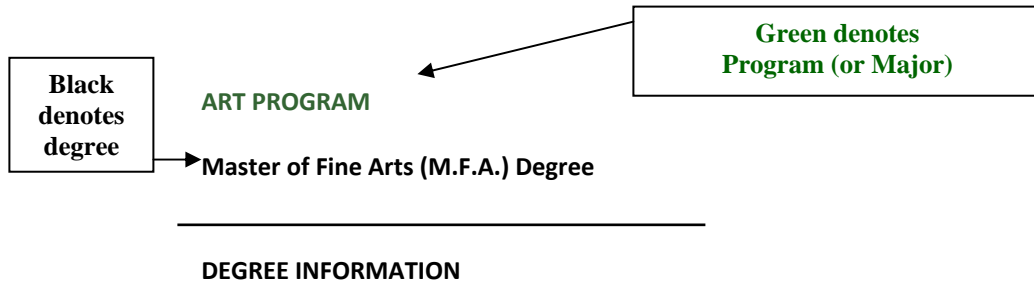 Green denotes
Program (or Major)
Black
denotes
degree
ART PROGRAM
Master of Fine Arts (M.F.A.) Degree
DEGREE INFORMATION